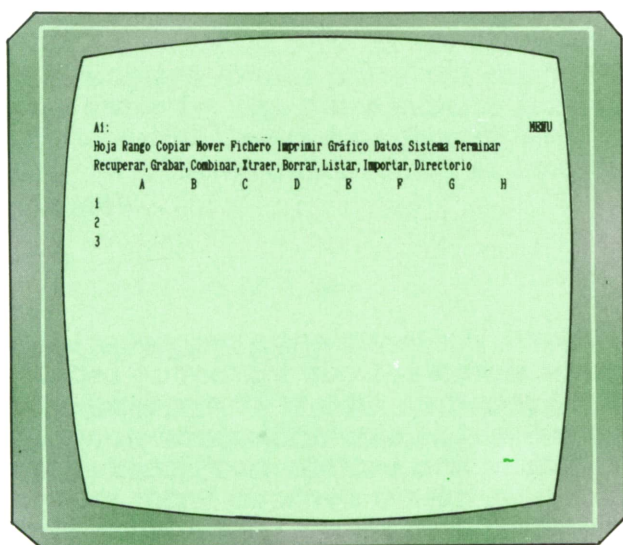 A1: MENU
Hoja Rango Copiar Mover Fichero Imprimir Gráfico Datos Sistema Terminar
Recuperar, Grabar, Combinar, Xtraer, Borrar, Listar, Importar, Directorio
A B C D E F G H
1
2
3